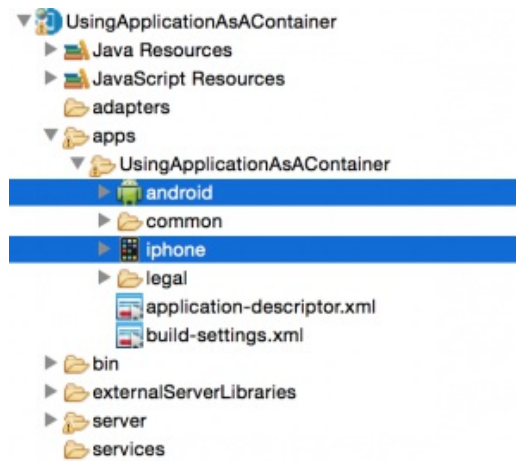 UsingApplicationAsAContainer
Java Resources
JavaScript Resources
adapters
apps
UsingApplicationAsAContainer
android
common
iphone
legal
application-descriptor.xml
build-settings.xml
bin
externalServerLibraries
server
services